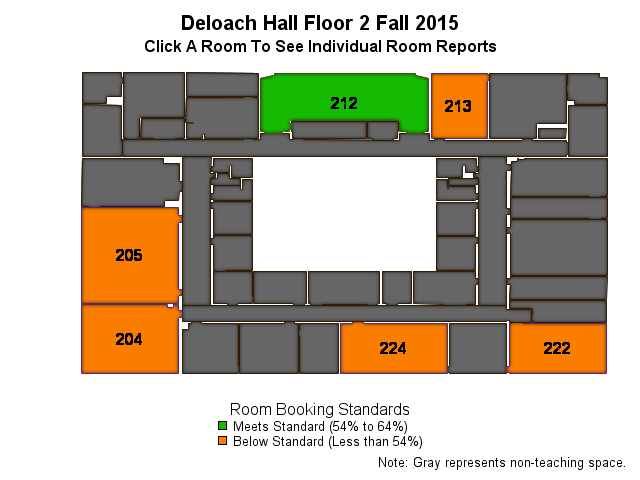 Deloach Hall Floor 2 Fall 2015
Click A Room To See Individual Room Reports
212
213
205
204
224
222
Room Booking Standards
Meets Standard (54% to 64%)
Below Standard (Less than 54%)
Note: Gray represents non-teaching space.